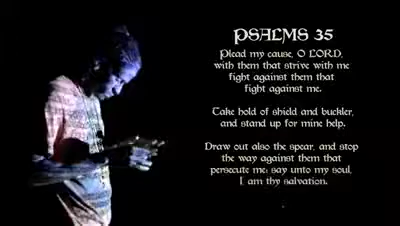 PSALMS 35
Plead my cause, O LORD,
with them that strive with me
fight against them that
fight against me.
Take hold of shield and buckler,
and stand up for mine help.
Draw out also the spear, and stop
the way against them that
persecute me: say unto my soul,
I am thy salvation.